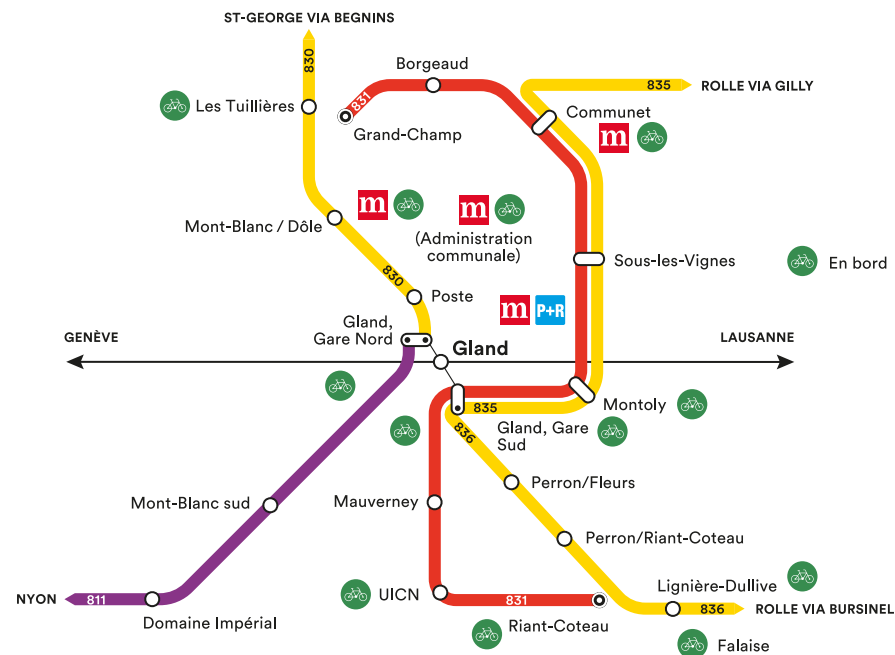 ST-GEORGE VIA BEGNINS
830
Borgeaud
835
ROLLE VIA GILLY
831
Les Tuillières
Grand-Champ
Communet
m
m
m
Mont-Blanc / Dôle
(Administration
communale)
Sous-les-Vignes
En bord
830
Poste
m
P+R
Gland,
Gare Nord
GENÈVE
Gland
LAUSANNE
835
Montoly
836
Gland, Gare
Sud
Perron/Fleurs
Mont-Blanc sud
Mauverney
Perron/Riant-Coteau
NYON
811
UICN
831
Lignière-Dullive
836
ROLLE VIA BURSINEL
Domaine Impérial
Riant-Coteau
Falaise